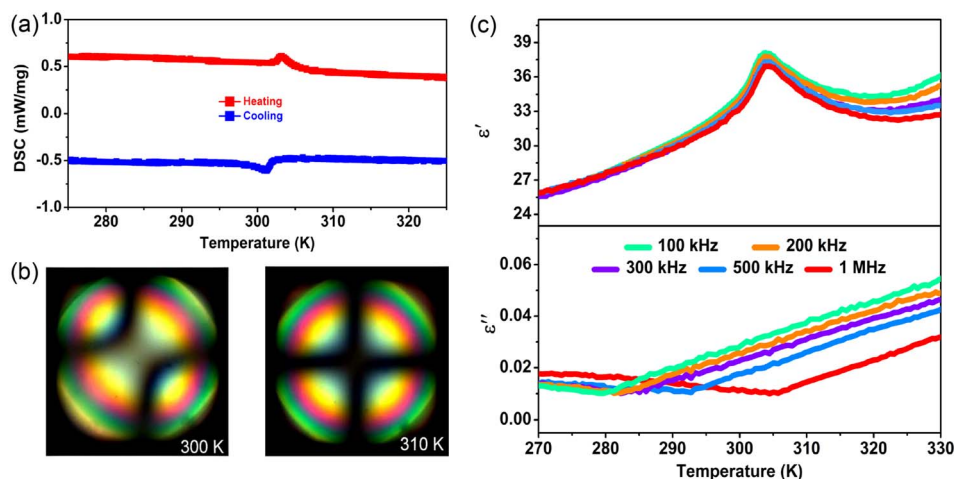 (a)
DSC (mW/mg)
1.0
0.5
0.0
-0.5
-1.0
Heating
Cooling
280 290 300 310 320
Temperature (K)
(b)
300 K
310 K
(c)
ε′
39
36
33
30
27
24
100 kHz 200 kHz
300 kHz 500 kHz 1 MHz
ε′′
0.06
0.04
0.02
0.00
270 280 290 300 310 320 330
Temperature (K)